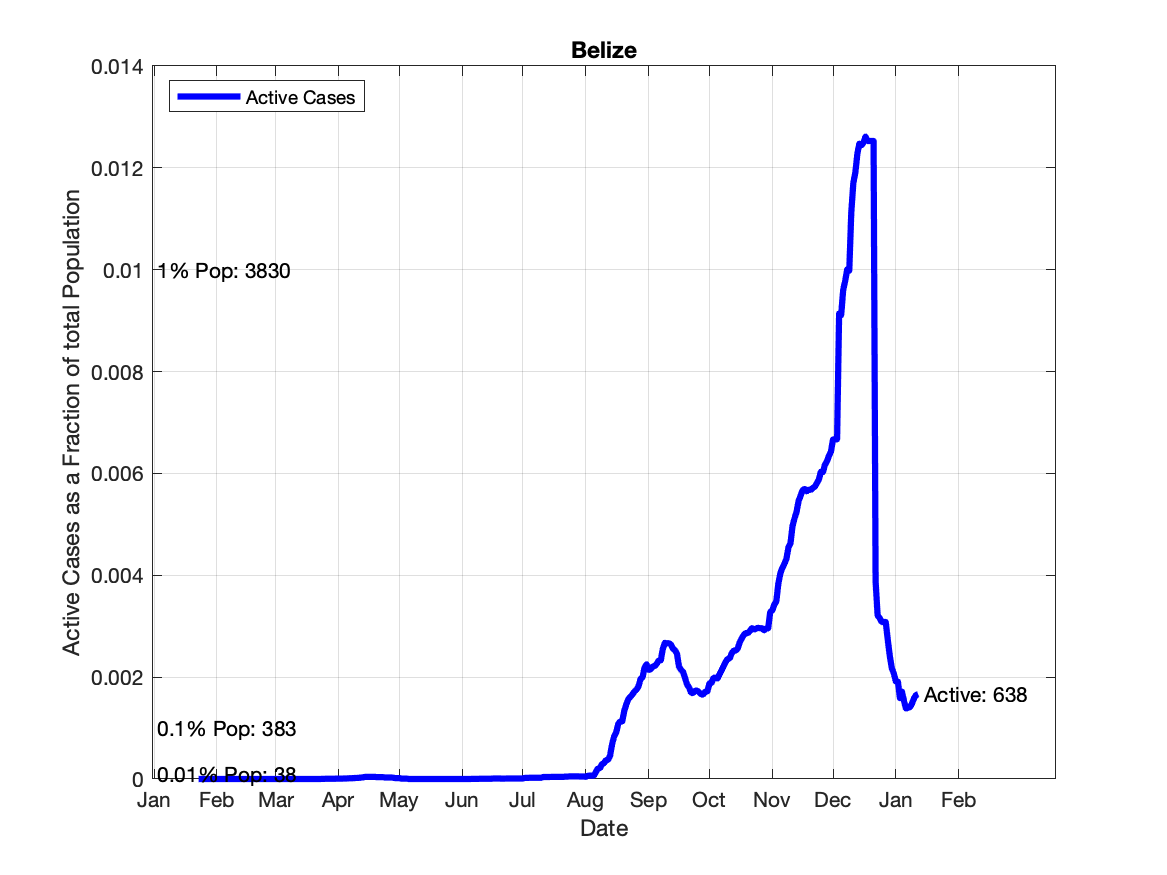 Belize
Active Cases
0.014
0.012
0.01
0.008
0.006
0.004
0.002
0
Active Cases as a Fraction of total Population
1% Pop: 3830
0.1% Pop: 383
0.01% Pop: 38
Active: 638
Jan Feb Mar Apr May Jun Jul Aug Sep Oct Nov Dec Jan Feb
Date